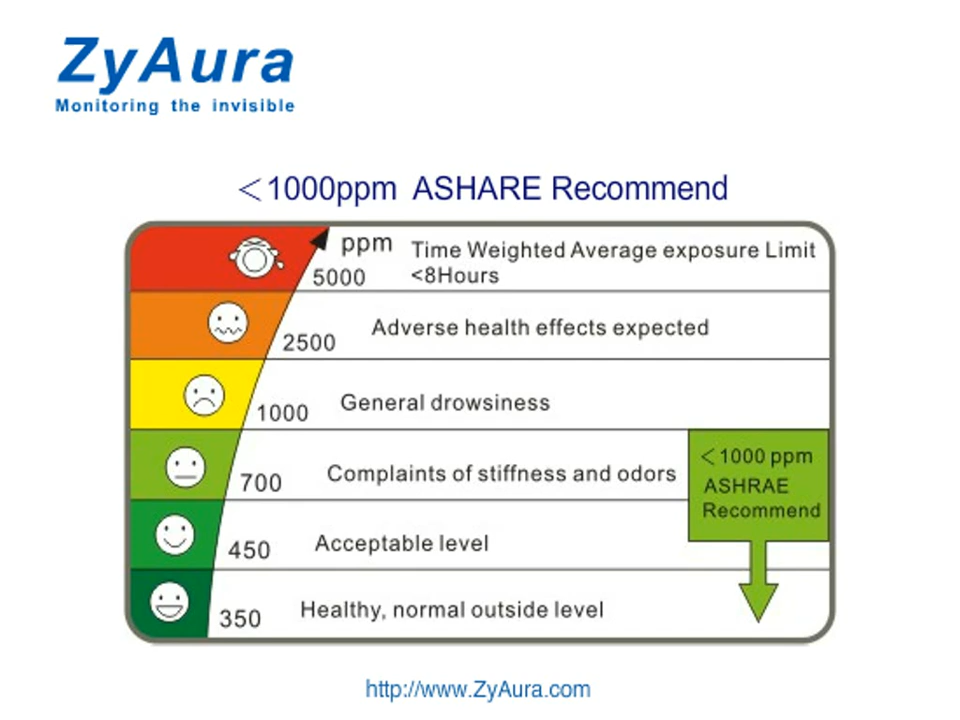 ZyAura
Monitoring the invisible
<1000ppm ASHARE Recommend
ppm
5000
Time Weighted Average exposure Limit
<8Hours
2500
Adverse health effects expected
1000
General drowsiness
700
Complaints of stiffness and odors
<1000 ppm
ASHRAE
Recommend
450
Acceptable level
350
Healthy, normal outside level
http://www.ZyAura.com